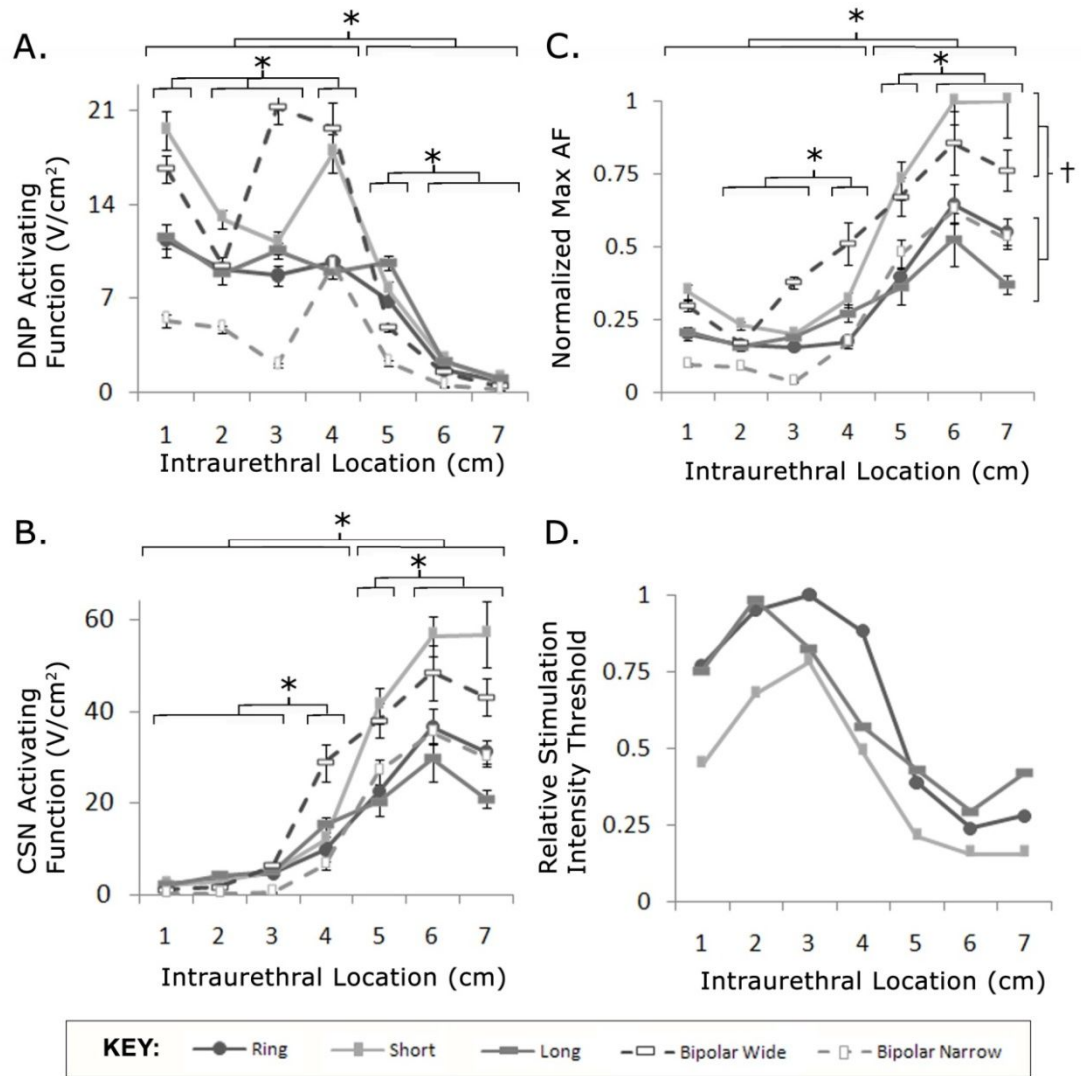 A.
*
*
*
DNP Activating
Function (V/cm²)
21
14
7
0
1 2 3 4 5 6 7
Intraurethral Location (cm)
C.
*
*
*
†
Normalized Max AF
1
0.75
0.5
0.25
0
1 2 3 4 5 6 7
Intraurethral Location (cm)
B.
*
*
*
CSN Activating
Function (V/cm²)
60
40
20
0
1 2 3 4 5 6 7
Intraurethral Location (cm)
D.
Relative Stimulation
Intensity Threshold
1
0.75
0.5
0.25
0
1 2 3 4 5 6 7
Intraurethral Location (cm)
KEY: Ring Short Long Bipolar Wide Bipolar Narrow